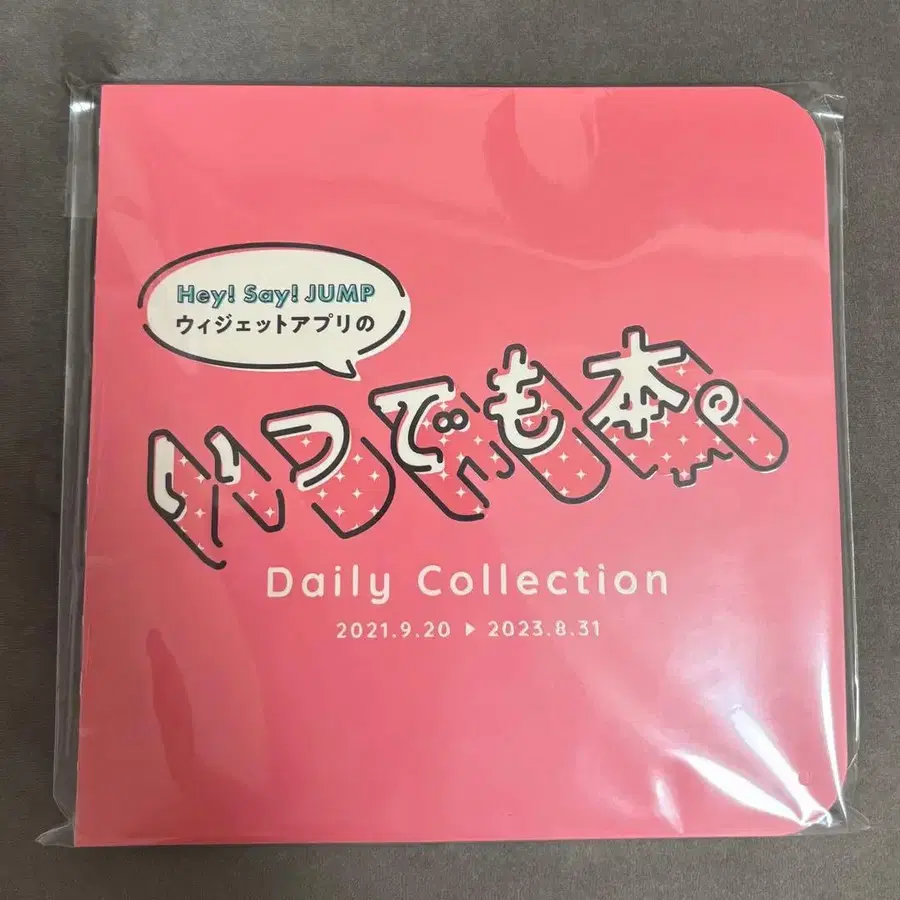 Hey! Say! JUMP
ウィジェットアプリの
いつでも本。
Daily Collection
2021.9.20 ▶ 2023.8.31